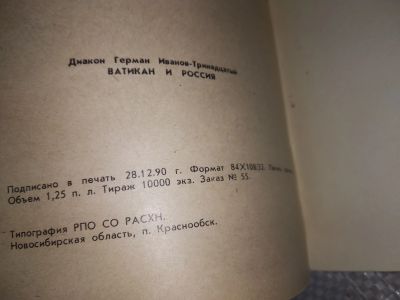 Диакон Герман Иванов-Тринадцатый
ВАТИКАН И РОССИЯ
Подписано в печать 28.12.90 г. Формат 84X108/32.
Объем 1,25 п. л. Тираж 10000 экз. Заказ № 55.
Типография РПО СО РАСХН.
Новосибирская область, п. Краснообск.